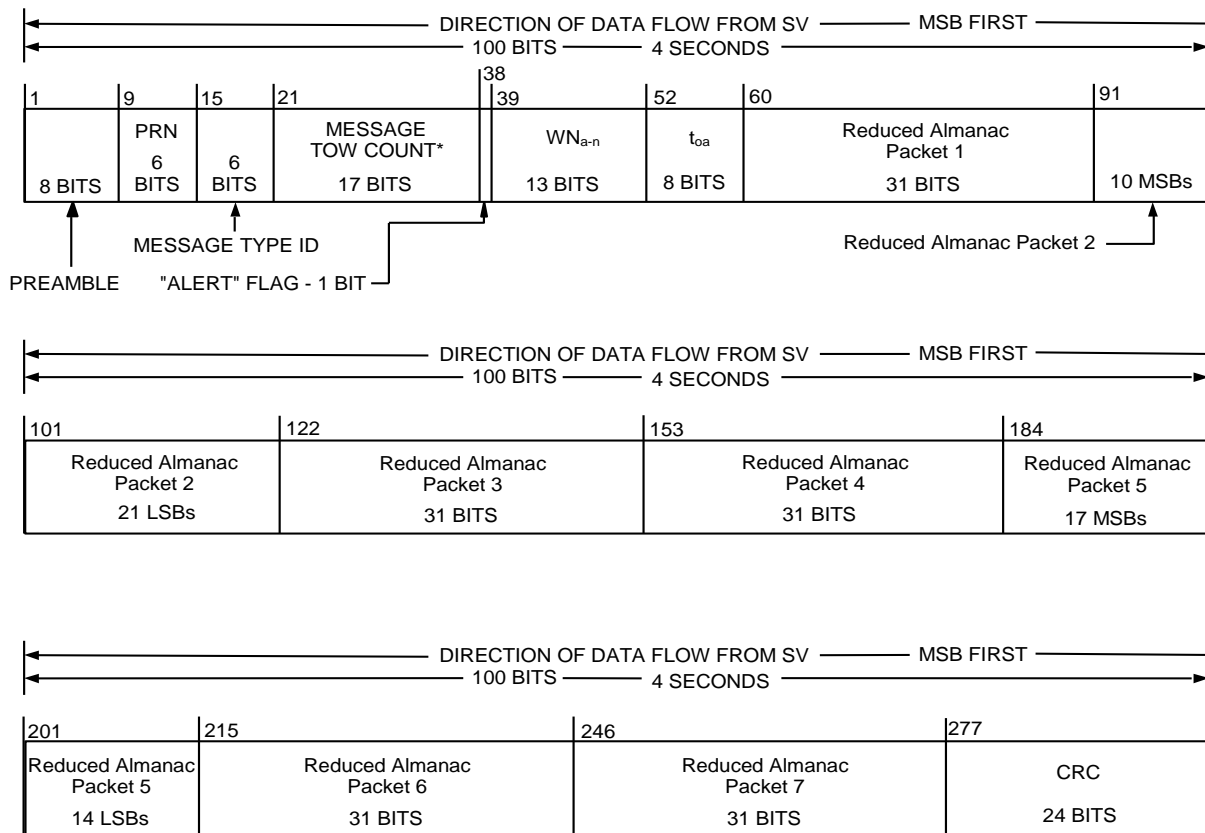 DIRECTION OF DATA FLOW FROM SV MSB FIRST
100 BITS 4 SECONDS
1 9 15 21 38 39 52 60 91
8 BITS
PRN
6
BITS
6
BITS
MESSAGE
TOW COUNT*
17 BITS
WNa-n
13 BITS
toa
8 BITS
Reduced Almanac
Packet 1
31 BITS
10 MSBs
MESSAGE TYPE ID
Reduced Almanac Packet 2
PREAMBLE
"ALERT" FLAG - 1 BIT
DIRECTION OF DATA FLOW FROM SV MSB FIRST
100 BITS 4 SECONDS
101 122 153 184
Reduced Almanac
Packet 2
21 LSBs
Reduced Almanac
Packet 3
31 BITS
Reduced Almanac
Packet 4
31 BITS
Reduced Almanac
Packet 5
17 MSBs
DIRECTION OF DATA FLOW FROM SV MSB FIRST
100 BITS 4 SECONDS
201 215 246 277
Reduced Almanac
Packet 5
14 LSBs
Reduced Almanac
Packet 6
31 BITS
Reduced Almanac
Packet 7
31 BITS
CRC
24 BITS